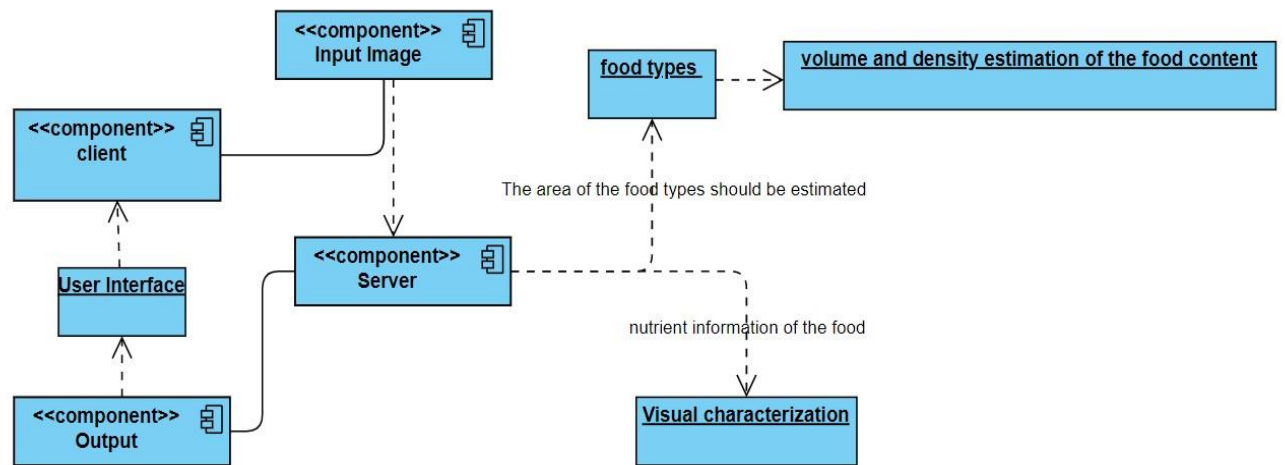 <<component>>
Input Image
food types
volume and density estimation of the food content
<<component>>
client
The area of the food types should be estimated
<<component>>
Server
User Interface
nutrient information of the food
<<component>>
Output
Visual characterization